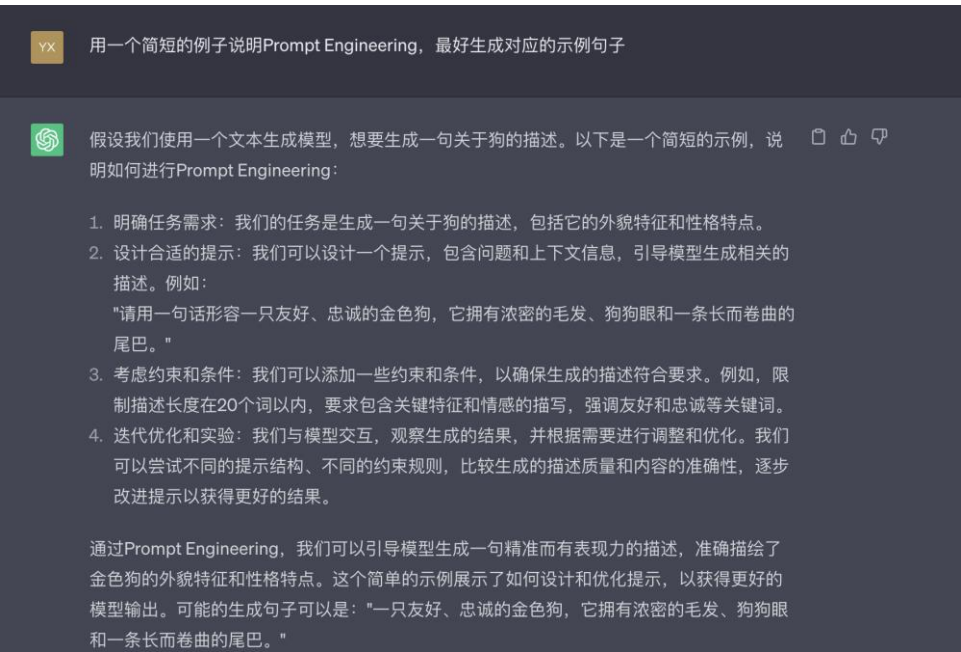 YX
用一个简短的例子说明Prompt Engineering，最好生成对应的示例句子
假设我们使用一个文本生成模型，想要生成一句关于狗的描述。以下是一个简短的示例，说
明如何进行Prompt Engineering：
1. 明确任务需求：我们的任务是生成一句关于狗的描述，包括它的外貌特征和性格特点。
2. 设计合适的提示：我们可以设计一个提示，包含问题和上下文信息，引导模型生成相关的
描述。例如：
"请用一句话形容一只友好、忠诚的金色狗，它拥有浓密的毛发、狗狗眼和一条长而卷曲的
尾巴。"
3. 考虑约束和条件：我们可以添加一些约束和条件，以确保生成的描述符合要求。例如，限
制描述长度在20个词以内，要求包含关键特征和情感的描写，强调友好和忠诚等关键词。
4. 迭代优化和实验：我们与模型交互，观察生成的结果，并根据需要进行调整和优化。我们
可以尝试不同的提示结构、不同的约束规则，比较生成的描述质量和内容的准确性，逐步
改进提示以获得更好的结果。
通过Prompt Engineering，我们可以引导模型生成一句精准而有表现力的描述，准确描绘了
金色狗的外貌特征和性格特点。这个简单的示例展示了如何设计和优化提示，以获得更好的
模型输出。可能的生成句子可以是："一只友好、忠诚的金色狗，它拥有浓密的毛发、狗狗眼
和一条长而卷曲的尾巴。"